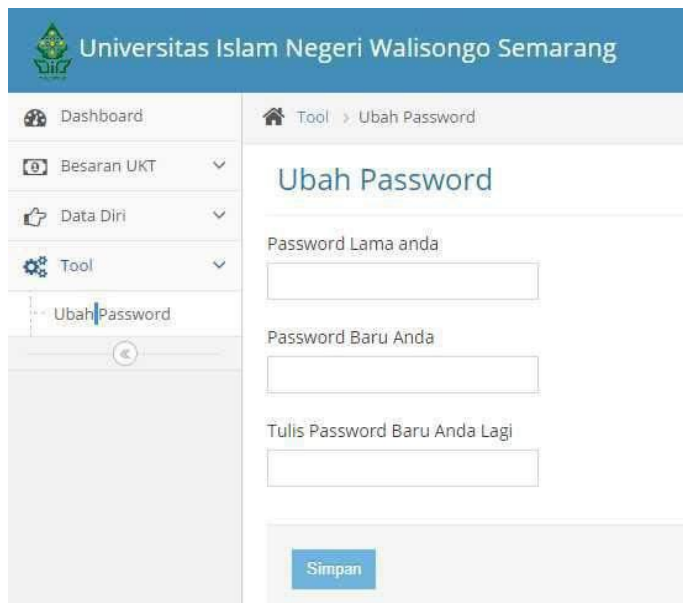 Universitas Islam Negeri Walisongo Semarang
Dashboard
Besaran UKT
Data Diri
Tool
Ubah Password
Tool > Ubah Password
Ubah Password
Password Lama anda
Password Baru Anda
Tulis Password Baru Anda Lagi
Simpan